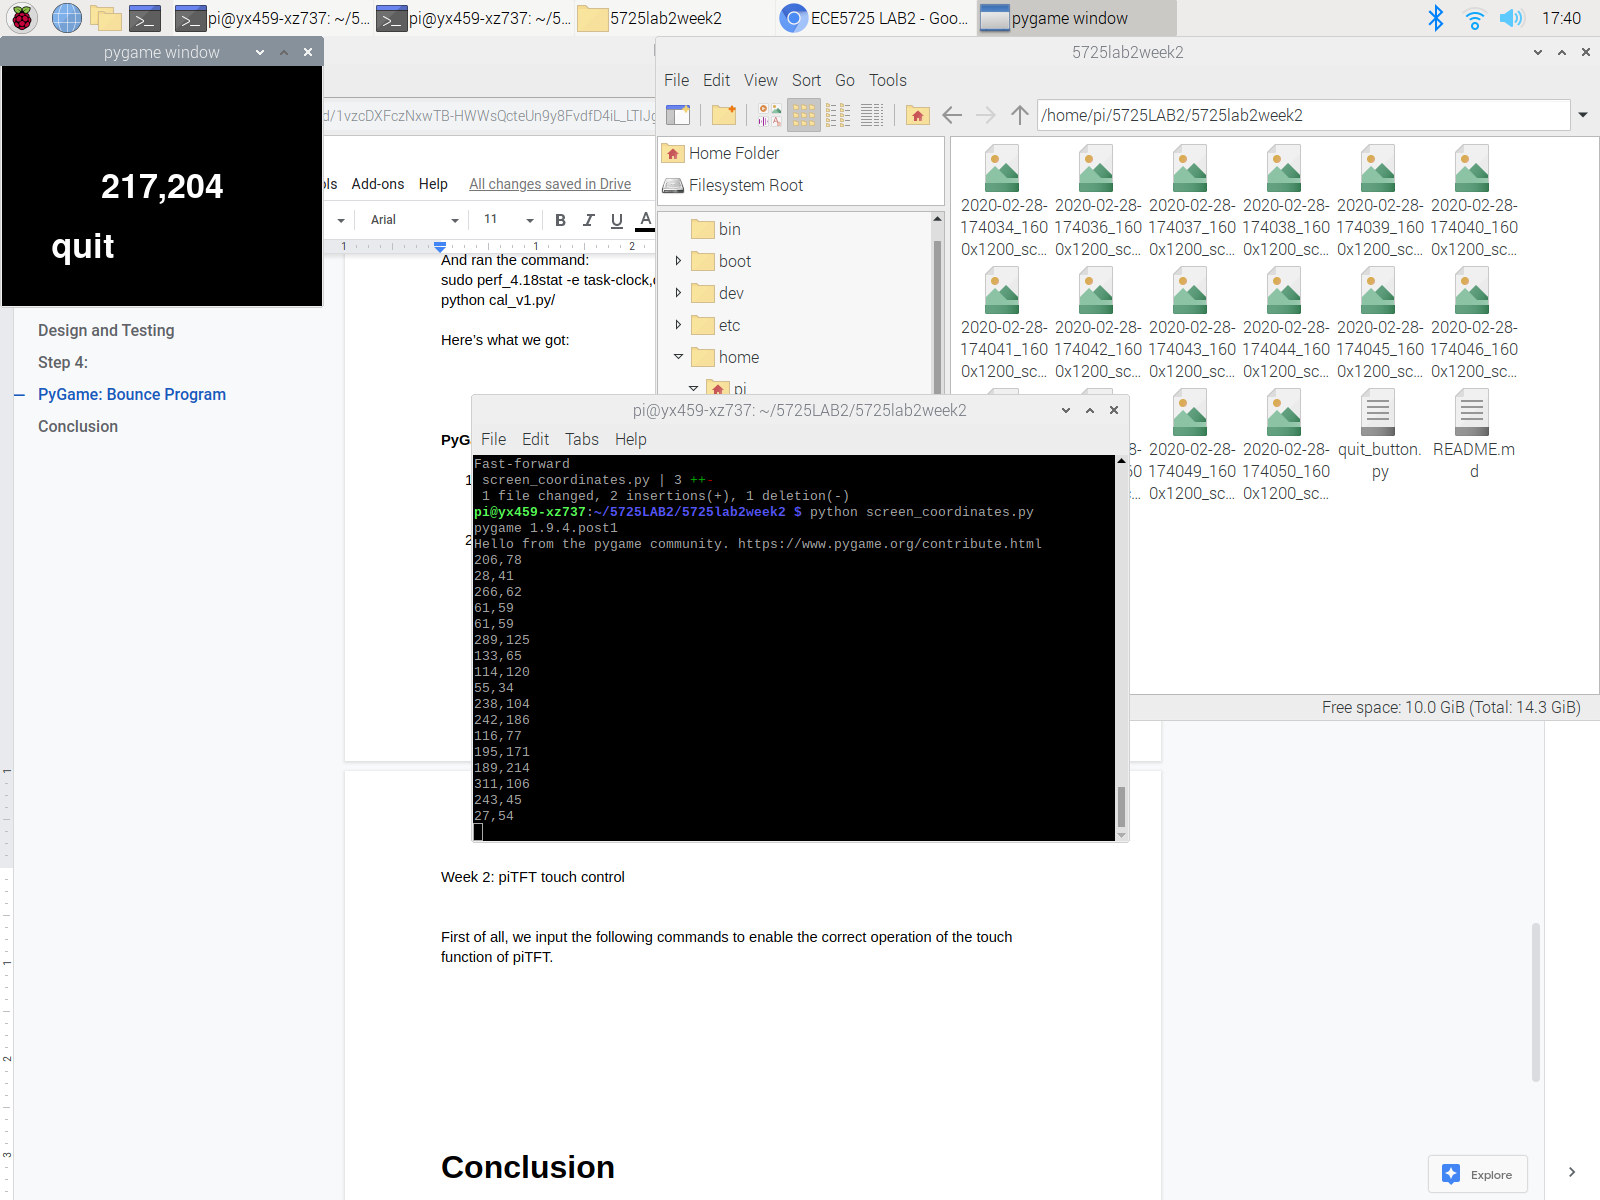 pi@yx459-xz737: ~/5...
pi@yx459-xz737: ~/5...
5725lab2week2
ECE5725 LAB2 - Goo...
pygame window
17:40
pygame window
217,204
quit
d/1vzcDXFczNxwTB-HWWsQcteUn9y8FvdfD4iL_LTIJg
ols Add-ons Help All changes saved in Drive
Arial 11 B I U A
1 1 2
And ran the command:
sudo perf_4.18stat -e task-clock,c
python cal_v1.py/
Here's what we got:
PyG
1
2
Design and Testing
Step 4:
PyGame: Bounce Program
Conclusion
5725lab2week2
File Edit View Sort Go Tools
/home/pi/5725LAB2/5725lab2week2
Home Folder
Filesystem Root
bin
boot
dev
etc
home
pi
2020-02-28- 2020-02-28- 2020-02-28- 2020-02-28- 2020-02-28- 2020-02-28-
174034_160 174036_160 174037_160 174038_160 174039_160 174040_160
0x1200_sc... 0x1200_sc... 0x1200_sc... 0x1200_sc... 0x1200_sc... 0x1200_sc...
2020-02-28- 2020-02-28- 2020-02-28- 2020-02-28- 2020-02-28- 2020-02-28-
174041_160 174042_160 174043_160 174044_160 174045_160 174046_160
0x1200_sc... 0x1200_sc... 0x1200_sc... 0x1200_sc... 0x1200_sc... 0x1200_sc...
2020-02-28- 2020-02-28- quit_button. README.m
174049_160 174050_160 py d
0x1200_sc... 0x1200_sc...
Free space: 10.0 GiB (Total: 14.3 GiB)
pi@yx459-xz737: ~/5725LAB2/5725lab2week2
File Edit Tabs Help
Fast-forward
screen_coordinates.py | 3 ++-
1 file changed, 2 insertions(+), 1 deletion(-)
pi@yx459-xz737:~/5725LAB2/5725lab2week2 $ python screen_coordinates.py
pygame 1.9.4.post1
Hello from the pygame community. https://www.pygame.org/contribute.html
206,78
28,41
266,62
61,59
61,59
289,125
133,65
114,120
55,34
238,104
242,186
116,77
195,171
189,214
311,106
243,45
27,54
Week 2: piTFT touch control
First of all, we input the following commands to enable the correct operation of the touch
function of piTFT.
Conclusion
Explore
1
1
2
3